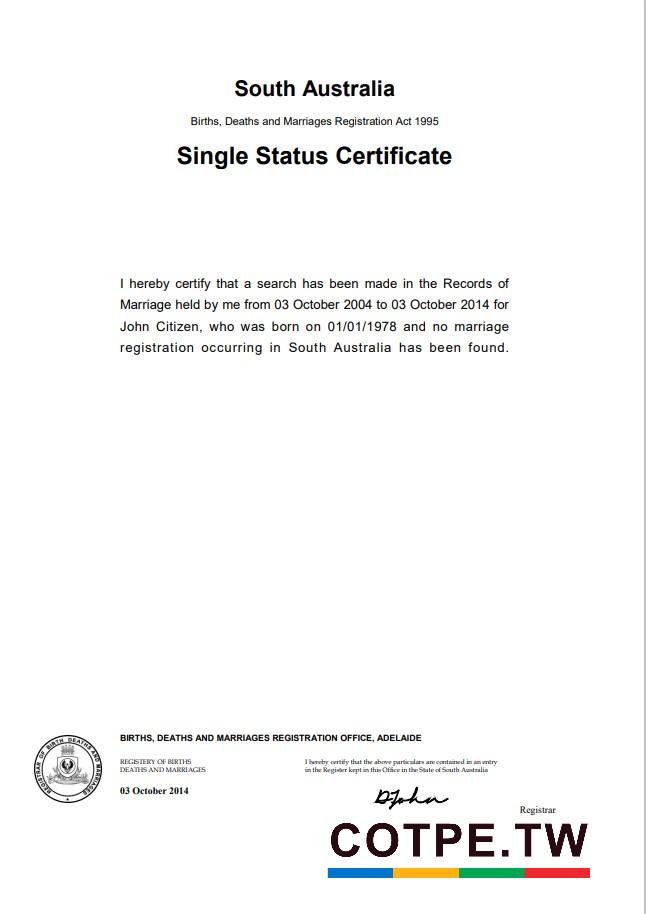 South Australia
Births, Deaths and Marriages Registration Act 1995
Single Status Certificate
I hereby certify that a search has been made in the Records of
Marriage held by me from 03 October 2004 to 03 October 2014 for
John Citizen, who was born on 01/01/1978 and no marriage
registration occurring in South Australia has been found.
BIRTHS, DEATHS AND MARRIAGES REGISTRATION OFFICE, ADELAIDE
REGISTRAR OF BIRTH DEATHS AND MARRIAGES
REGISTERY OF BIRTHS
DEATHS AND MARRIAGES
03 October 2014
I hereby certify that the above particulars are contained in an entry
in the Register kept in this Office in the State of South Australia
DJohn
Registrar
COTPE.TW